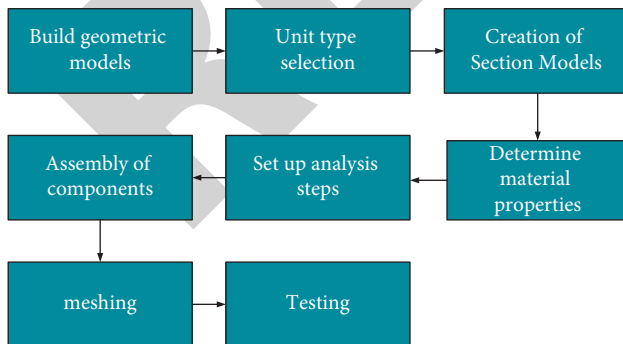 Build geometric
models
Unit type
selection
Creation of
Section Models
Determine
material
properties
Set up analysis
steps
Assembly of
components
meshing
Testing